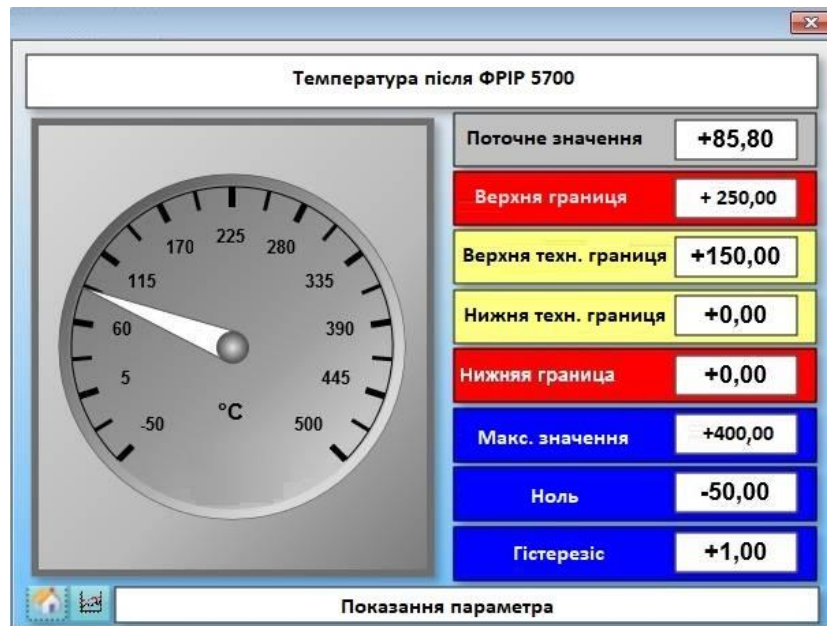 Температура після ФРІР 5700
Поточне значення +85,80
Верхня границя + 250,00
Верхня техн. границя +150,00
Нижня техн. границя +0,00
Нижняя граница +0,00
Макс. значення +400,00
Ноль -50,00
Гістерезіс +1,00
225
170 280
115 335
60 390
5 445
°C
-50 500
Показання параметра